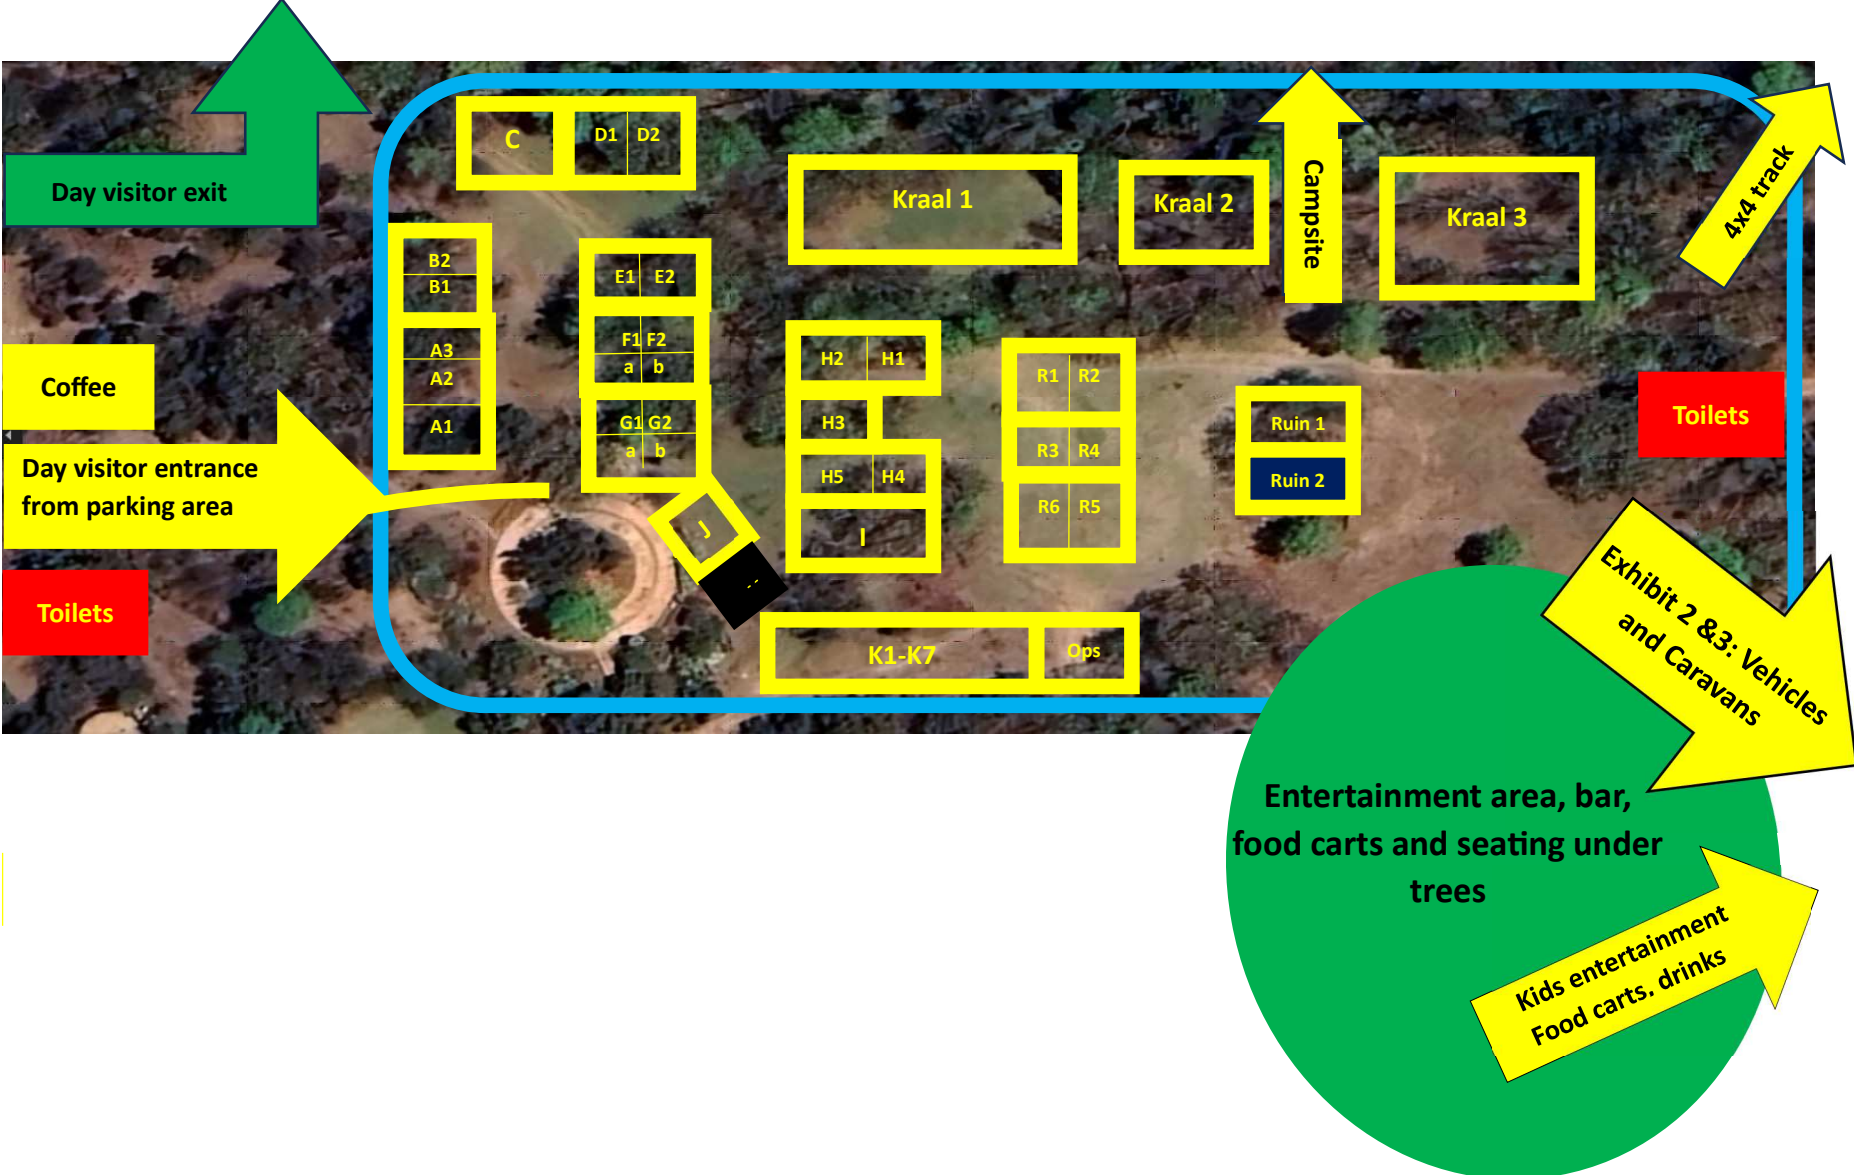 Day visitor exit
C
D1 D2
Kraal 1
Kraal 2
Campsite
Kraal 3
4x4 track
B2
B1
E1 E2
A3
A2
A1
F1 F2
a b
G1 G2
a b
H2 H1
H3
H5 H4
I
J
R1 R2
R3 R4
R6 R5
Ruin 1
Ruin 2
Coffee
Toilets
Day visitor entrance
from parking area
Toilets
K1-K7
Ops
Exhibit 2 &3: Vehicles
and Caravans
Entertainment area, bar,
food carts and seating under
trees
Kids entertainment
Food carts. drinks